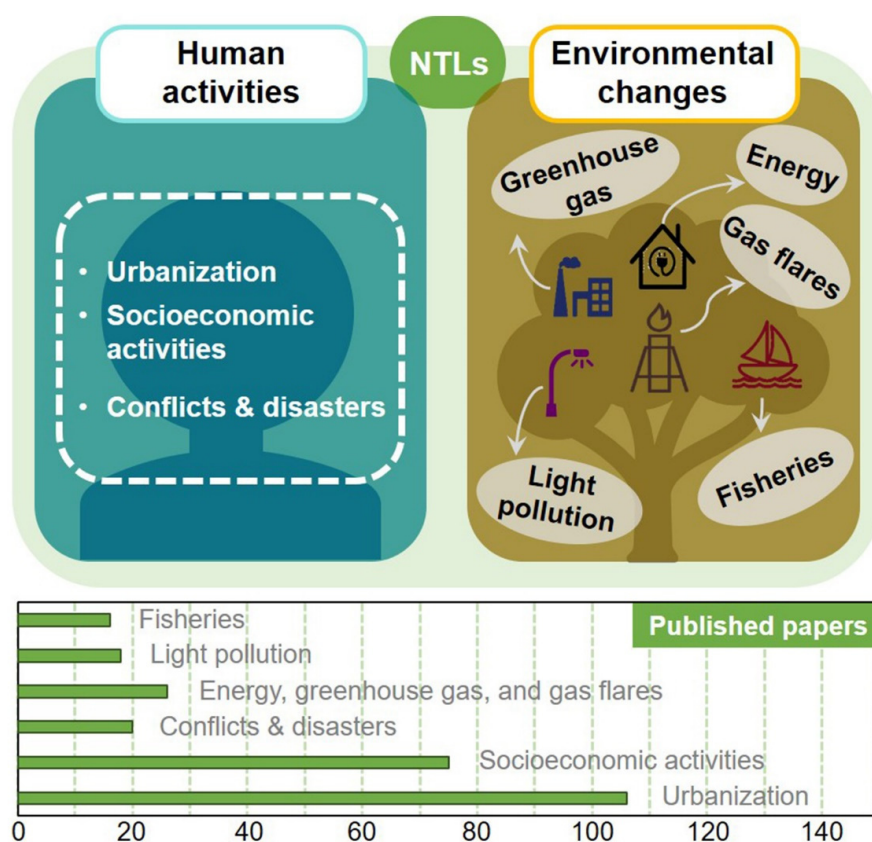 Human
activities
NTLs
Environmental
changes
• Urbanization
• Socioeconomic
activities
• Conflicts & disasters
Greenhouse
gas
Energy
Gas flares
Light
pollution
Fisheries
Published papers
Fisheries
Light pollution
Energy, greenhouse gas, and gas flares
Conflicts & disasters
Socioeconomic activities
Urbanization
0 20 40 60 80 100 120 140